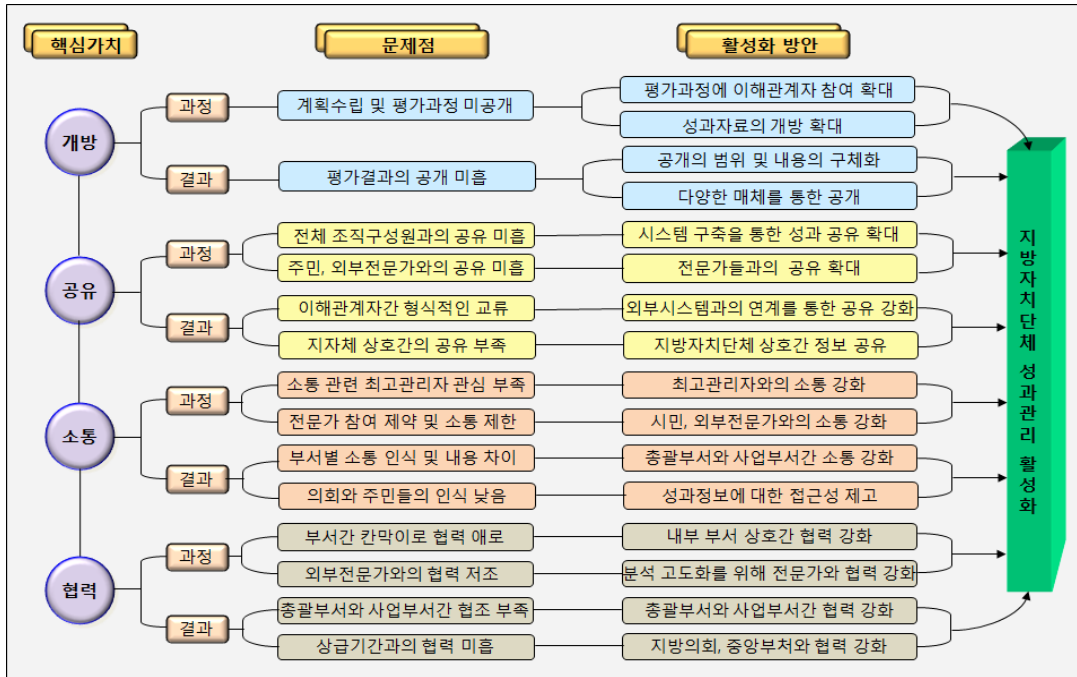 핵심가치
문제점
활성화 방안
개방
과정
계획수립 및 평가과정 미공개
평가과정에 이해관계자 참여 확대
성과자료의 개방 확대
결과
평가결과의 공개 미흡
공개의 범위 및 내용의 구체화
다양한 매체를 통한 공개
공유
과정
전체 조직구성원과의 공유 미흡
시스템 구축을 통한 성과 공유 확대
주민, 외부전문가와의 공유 미흡
전문가들과의 공유 확대
결과
이해관계자간 형식적인 교류
외부시스템과의 연계를 통한 공유 강화
지자체 상호간의 공유 부족
지방자치단체 상호간 정보 공유
소통
과정
소통 관련 최고관리자 관심 부족
최고관리자와의 소통 강화
전문가 참여 제약 및 소통 제한
시민, 외부전문가와의 소통 강화
결과
부서별 소통 인식 및 내용 차이
총괄부서와 사업부서간 소통 강화
의회와 주민들의 인식 낮음
성과정보에 대한 접근성 제고
협력
과정
부서간 칸막이로 협력 애로
내부 부서 상호간 협력 강화
외부전문가와의 협력 저조
분석 고도화를 위해 전문가와 협력 강화
결과
총괄부서와 사업부서간 협조 부족
총괄부서와 사업부서간 협력 강화
상급기간과의 협력 미흡
지방의회, 중앙부처와 협력 강화
지방자치단체 성과관리 활성화